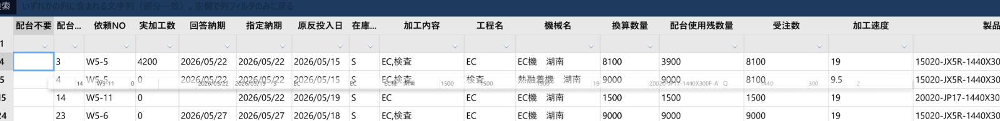 検索 いずれかの列に含まれる文字列（部分一致）。空欄で列フィルタのみに戻る
配台不要 配台... 依頼NO 実加工数 回答納期 指定納期 原反投入日 在庫... 加工内容 工程名 機械名 換算数量 配台使用残数量 受注数 加工速度 製品
1
4 3 W5-5 4200 2026/05/22 2026/05/22 2026/05/15 S EC,検査 EC EC機　湖南 8100 3900 8100 19 15020-JX5R-1440X30
5 4 W5-5 0 2026/05/22 2026/05/22 2026/05/15 S EC,検査 検査 熱融着機　湖南 9000 9000 8100 9.5 15020-JX5R-1440X30
14 W5-11 0 2026/05/22 2026/05/19 S EC EC EC機　湖南 1500 1500 1500 19 20020-JP17-1440X300F-A Q 1440 300 2
15 14 W5-11 0 2026/05/22 2026/05/19 S EC EC EC機　湖南 1500 1500 1500 19 20020-JP17-1440X30
24 23 W5-6 0 2026/05/27 2026/05/27 2026/05/18 S EC,検査 EC EC機　湖南 9000 9000 9000 19 15020-JX5R-1440X30